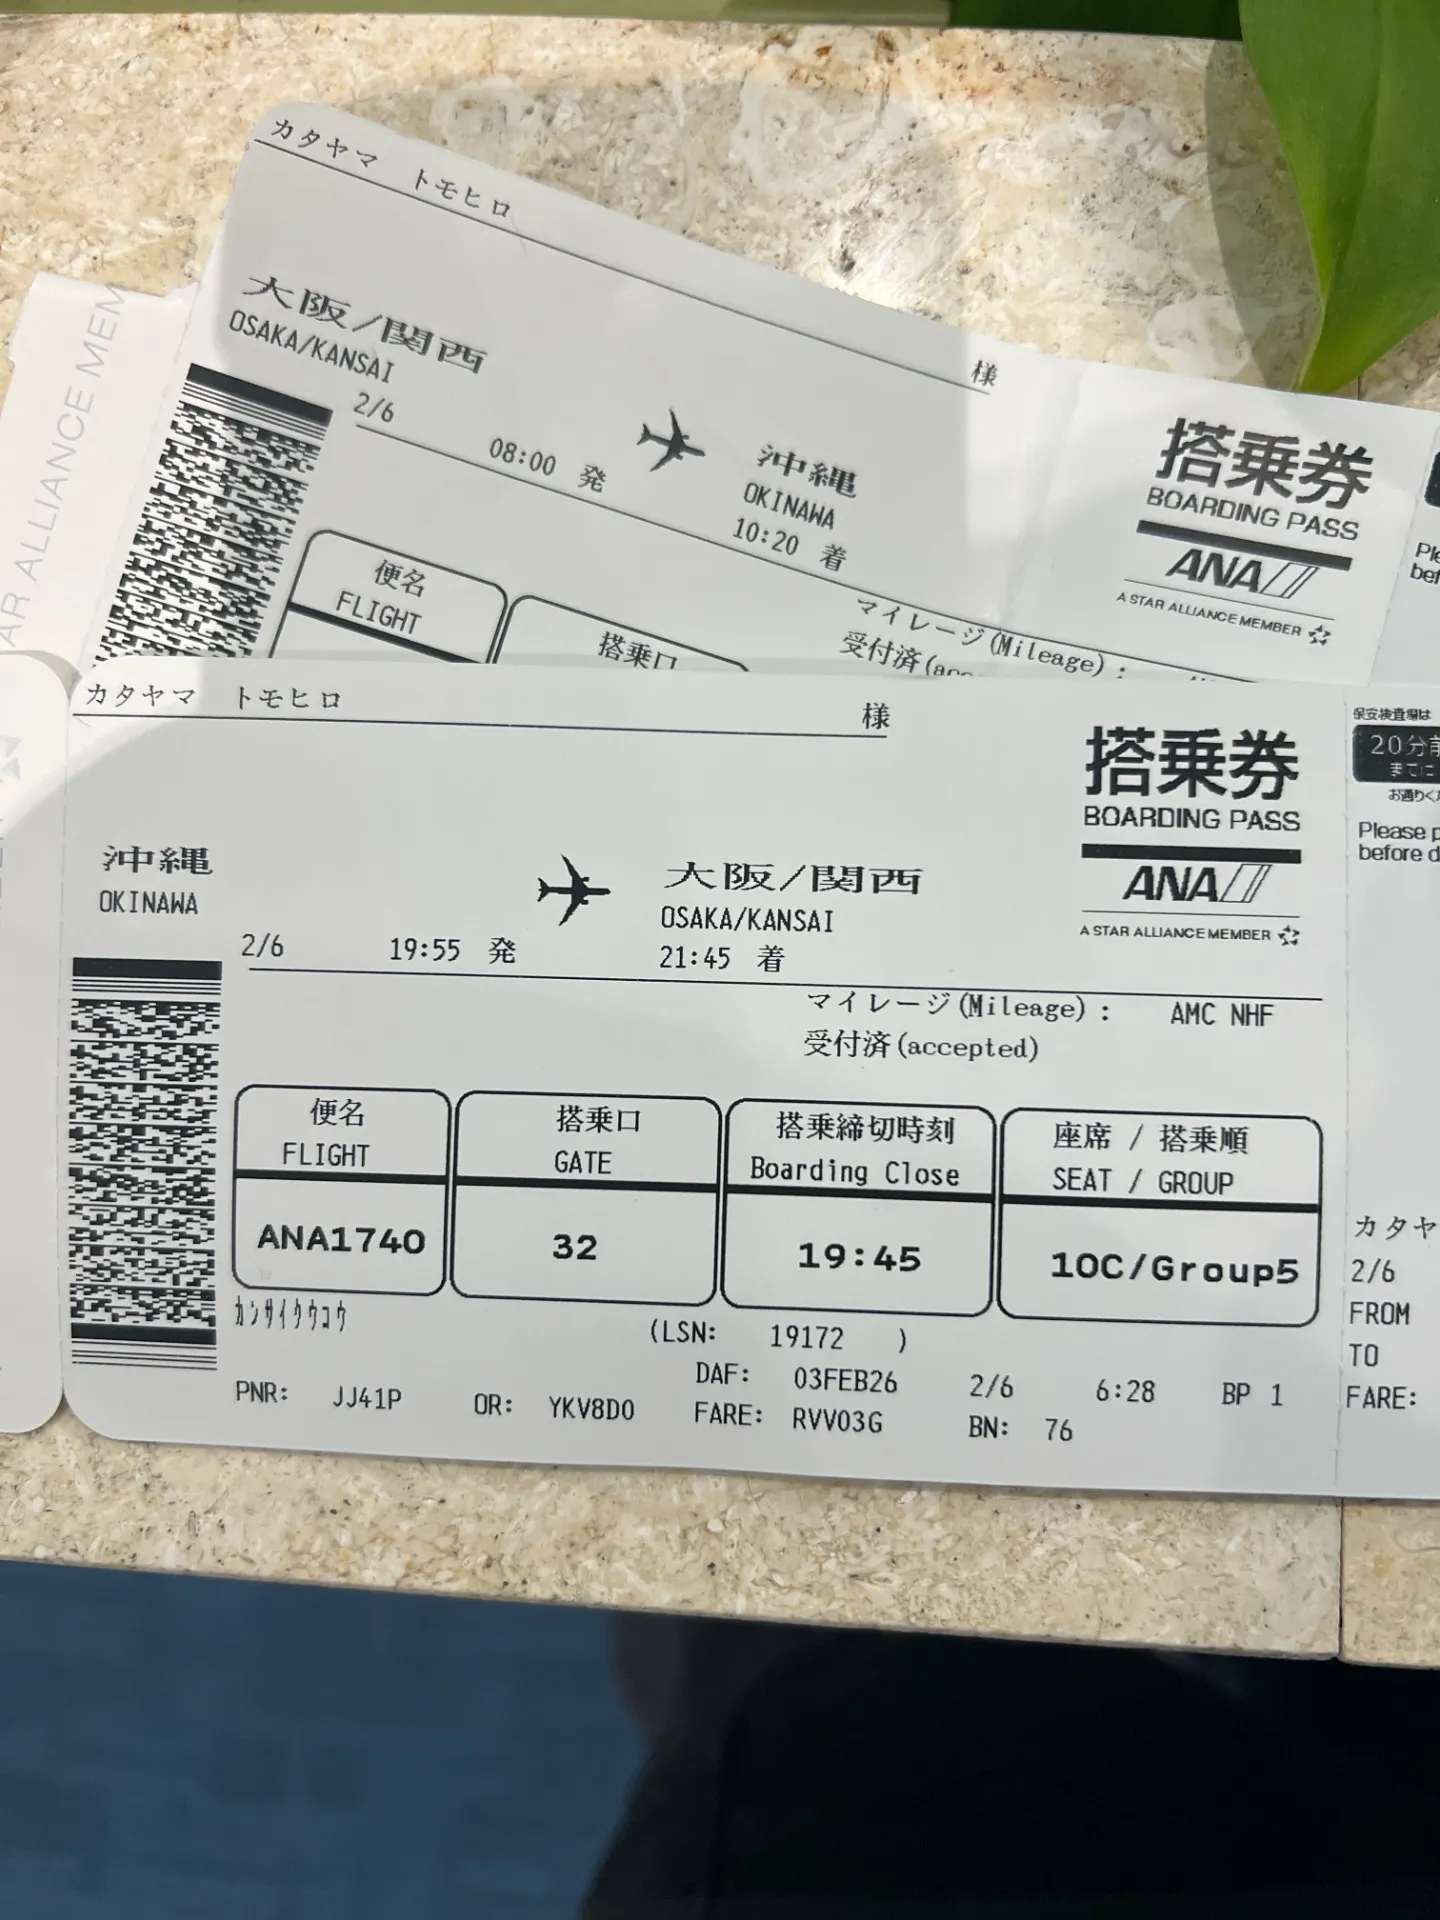 カタヤマ トモヒロ 様
大阪/関西
OSAKA/KANSAI
2/6 08:00 発
沖縄
OKINAWA
10:20 着
搭乗券
BOARDING PASS
ANA
A STAR ALLIANCE MEMBER
便名
FLIGHT
搭乗口
マイレージ(Mileage) :
受付済
AR ALLIANCE MEM
カタヤマ トモヒロ 様
沖縄
OKINAWA
2/6 19:55 発
大阪/関西
OSAKA/KANSAI
21:45 着
搭乗券
BOARDING PASS
ANA
A STAR ALLIANCE MEMBER
マイレージ(Mileage) : AMC NHF
受付済(accepted)
便名 搭乗口 搭乗締切時刻 座席 / 搭乗順
FLIGHT GATE Boarding Close SEAT / GROUP
ANA1740 32 19:45 10C/Group5
カンサイクウコウ
(LSN: 19172 )
DAF: 03FEB26 2/6 6:28 BP 1
PNR: JJ41P OR: YKV8D0 FARE: RVV03G BN: 76
保安検査場は
20分前
までに
お通りく
Please p
before d
カタヤ
2/6
FROM
TO
FARE: